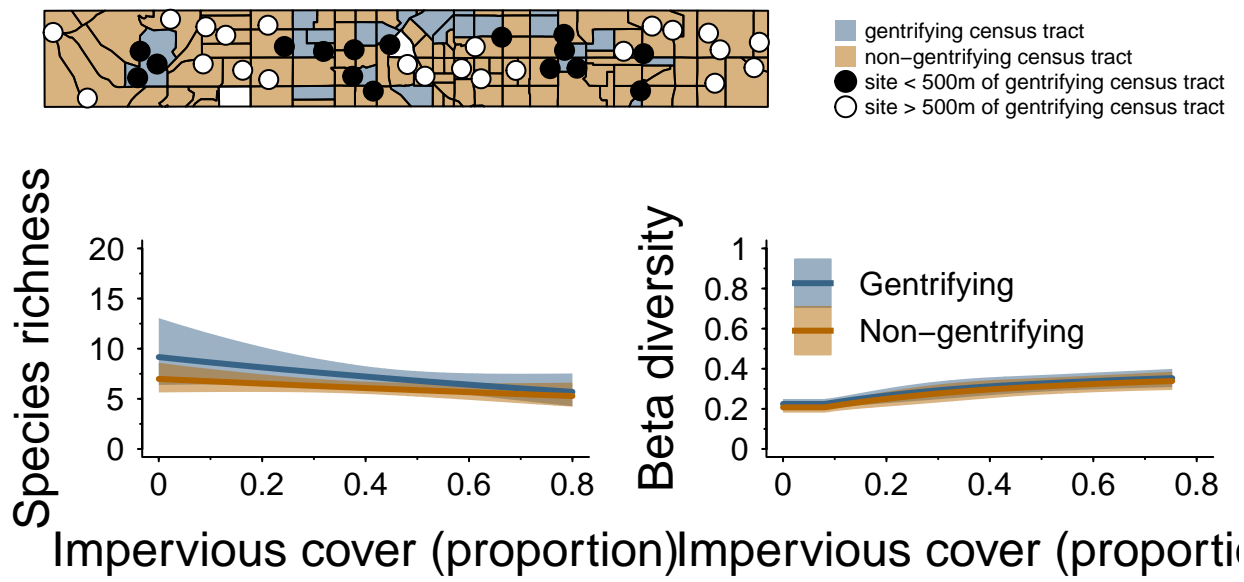 gentrifying census tract
non−gentrifying census tract
site < 500m of gentrifying census tract
site > 500m of gentrifying census tract
Species richness
20
15
10
5
0
0 0.2 0.4 0.6 0.8
Impervious cover (proportion)
Beta diversity
1
0.8
0.6
0.4
0.2
0
Gentrifying
Non−gentrifying
0 0.2 0.4 0.6 0.8
Impervious cover (proporti